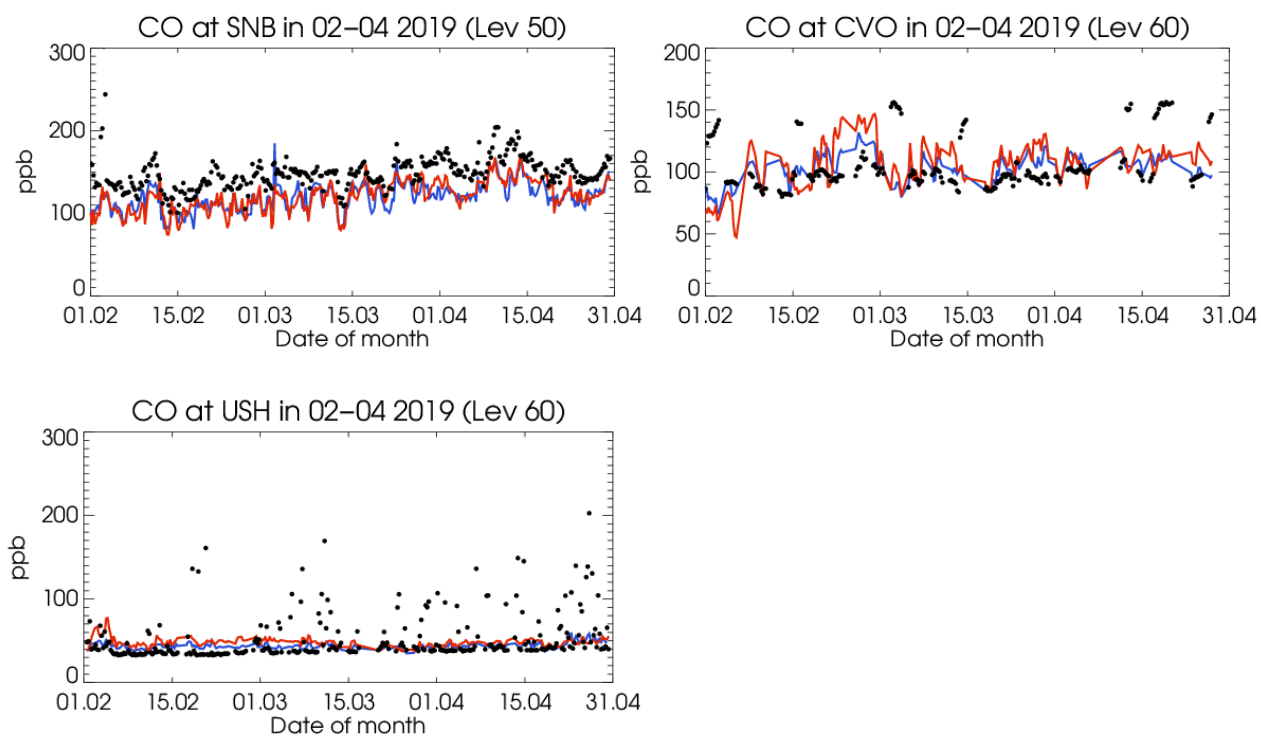 CO at SNB in 02–04 2019 (Lev 50)
300
200
100
0
ppb
01.02 15.02 01.03 15.03 01.04 15.04 31.04
Date of month
CO at CVO in 02–04 2019 (Lev 60)
200
150
100
50
0
ppb
01.02 15.02 01.03 15.03 01.04 15.04 31.04
Date of month
CO at USH in 02–04 2019 (Lev 60)
300
200
100
0
ppb
01.02 15.02 01.03 15.03 01.04 15.04 31.04
Date of month